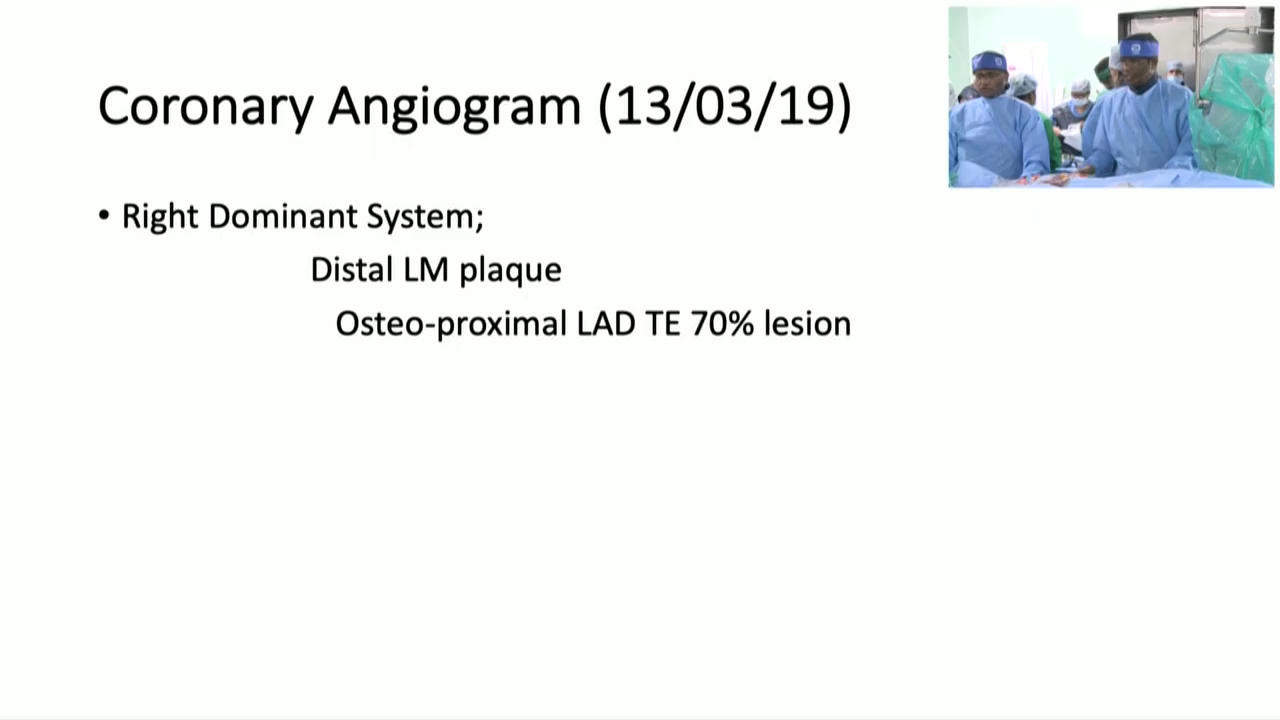 Coronary Angiogram (13/03/19)
• Right Dominant System;
Distal LM plaque
Osteo-proximal LAD TE 70% lesion